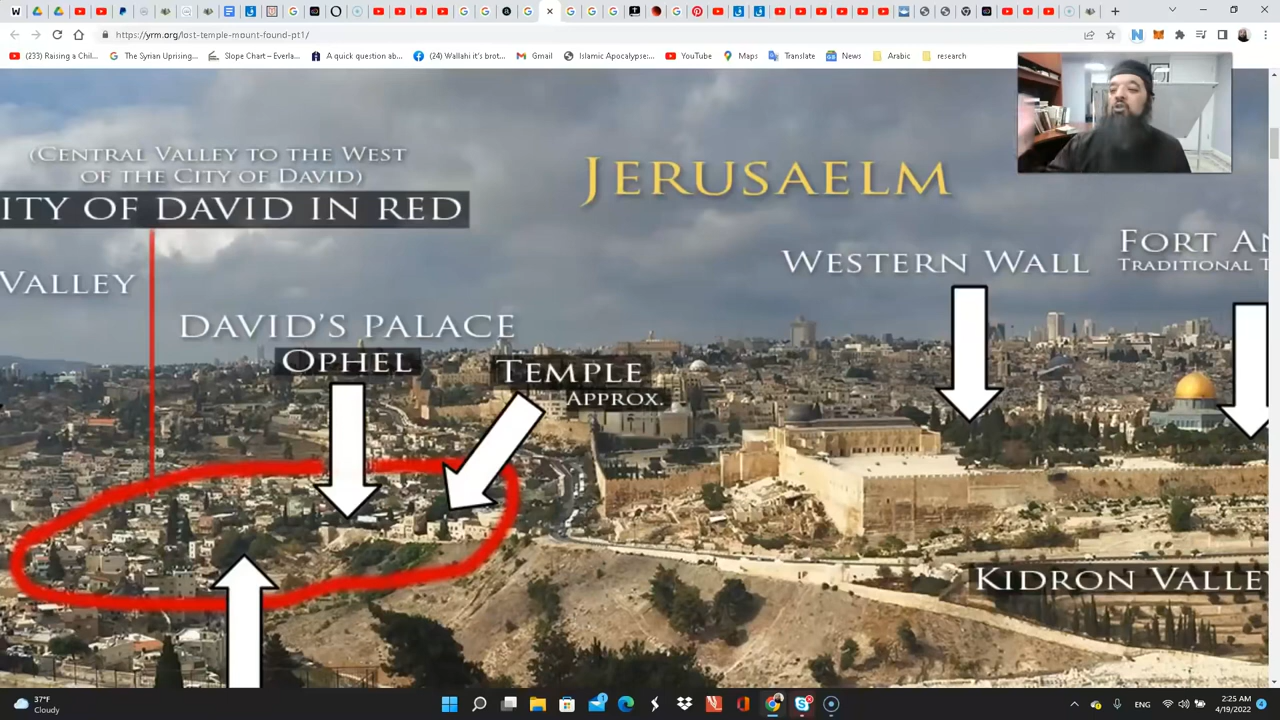 https://yrm.org/lost-temple-mount-found-pt1/
(233) Raising a Chil...
The Syrian Uprising...
Slope Chart – Everla...
A quick question ab...
(24) Wallahi it's brot...
Gmail
Islamic Apocalypse:...
YouTube
Maps
Translate
News
Arabic
research
(CENTRAL VALLEY TO THE WEST
OF THE CITY OF DAVID)
ITY OF DAVID IN RED
JERUSAELM
WESTERN WALL
FORT AN
TRADITIONAL T
VALLEY
DAVID'S PALACE
OPHEL
TEMPLE
APPROX.
KIDRON VALLEY
37°F
Cloudy
ENG
2:25 AM
4/19/2022